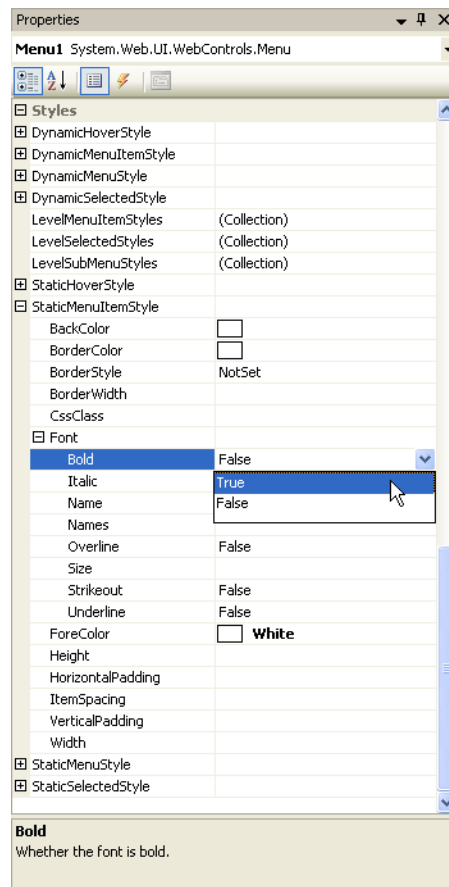 Properties
Menu1 System.Web.UI.WebControls.Menu
Styles
DynamicHoverStyle
DynamicMenuItemStyle
DynamicMenuStyle
DynamicSelectedStyle
LevelMenuItemStyles (Collection)
LevelSelectedStyles (Collection)
LevelSubMenuStyles (Collection)
StaticHoverStyle
StaticMenuItemStyle
BackColor
BorderColor
BorderStyle NotSet
BorderWidth
CssClass
Font
Bold False
Italic True
Name False
Names
Overline False
Size
Strikeout False
Underline False
ForeColor White
Height
HorizontalPadding
ItemSpacing
VerticalPadding
Width
StaticMenuStyle
StaticSelectedStyle
Bold
Whether the font is bold.